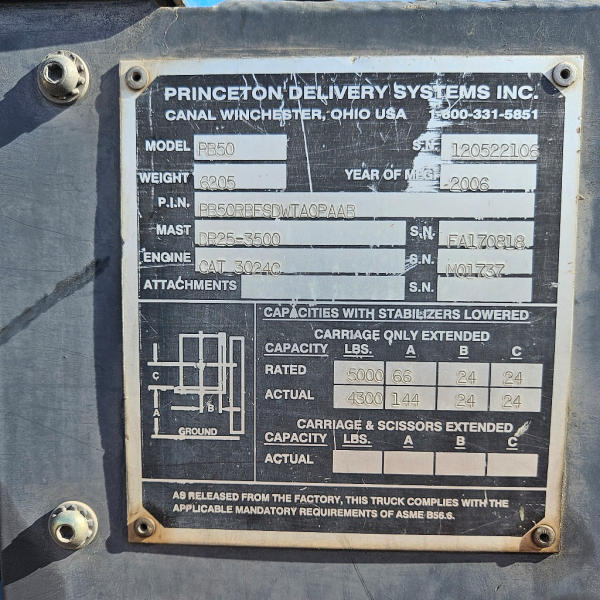 PRINCETON DELIVERY SYSTEMS INC.
CANAL WINCHESTER, OHIO USA 1-800-331-5851
MODEL PB50 S.N. 120522106
WEIGHT 6205 YEAR OF MFG. -2006
P.I.N. PB50RBFSDWTAOPAAB
MAST DR25-3500 S.N. FA170818
ENGINE CAT 3024C S.N. M01737
ATTACHMENTS S.N.
CAPACITIES WITH STABILIZERS LOWERED
CARRIAGE ONLY EXTENDED
CAPACITY LBS. A B C
RATED 5000 66 24 24
ACTUAL 4300 144 24 24
C
A
B
GROUND
CARRIAGE & SCISSORS EXTENDED
CAPACITY LBS. A B C
ACTUAL
AS RELEASED FROM THE FACTORY, THIS TRUCK COMPLIES WITH THE
APPLICABLE MANDATORY REQUIREMENTS OF ASME B56.6.